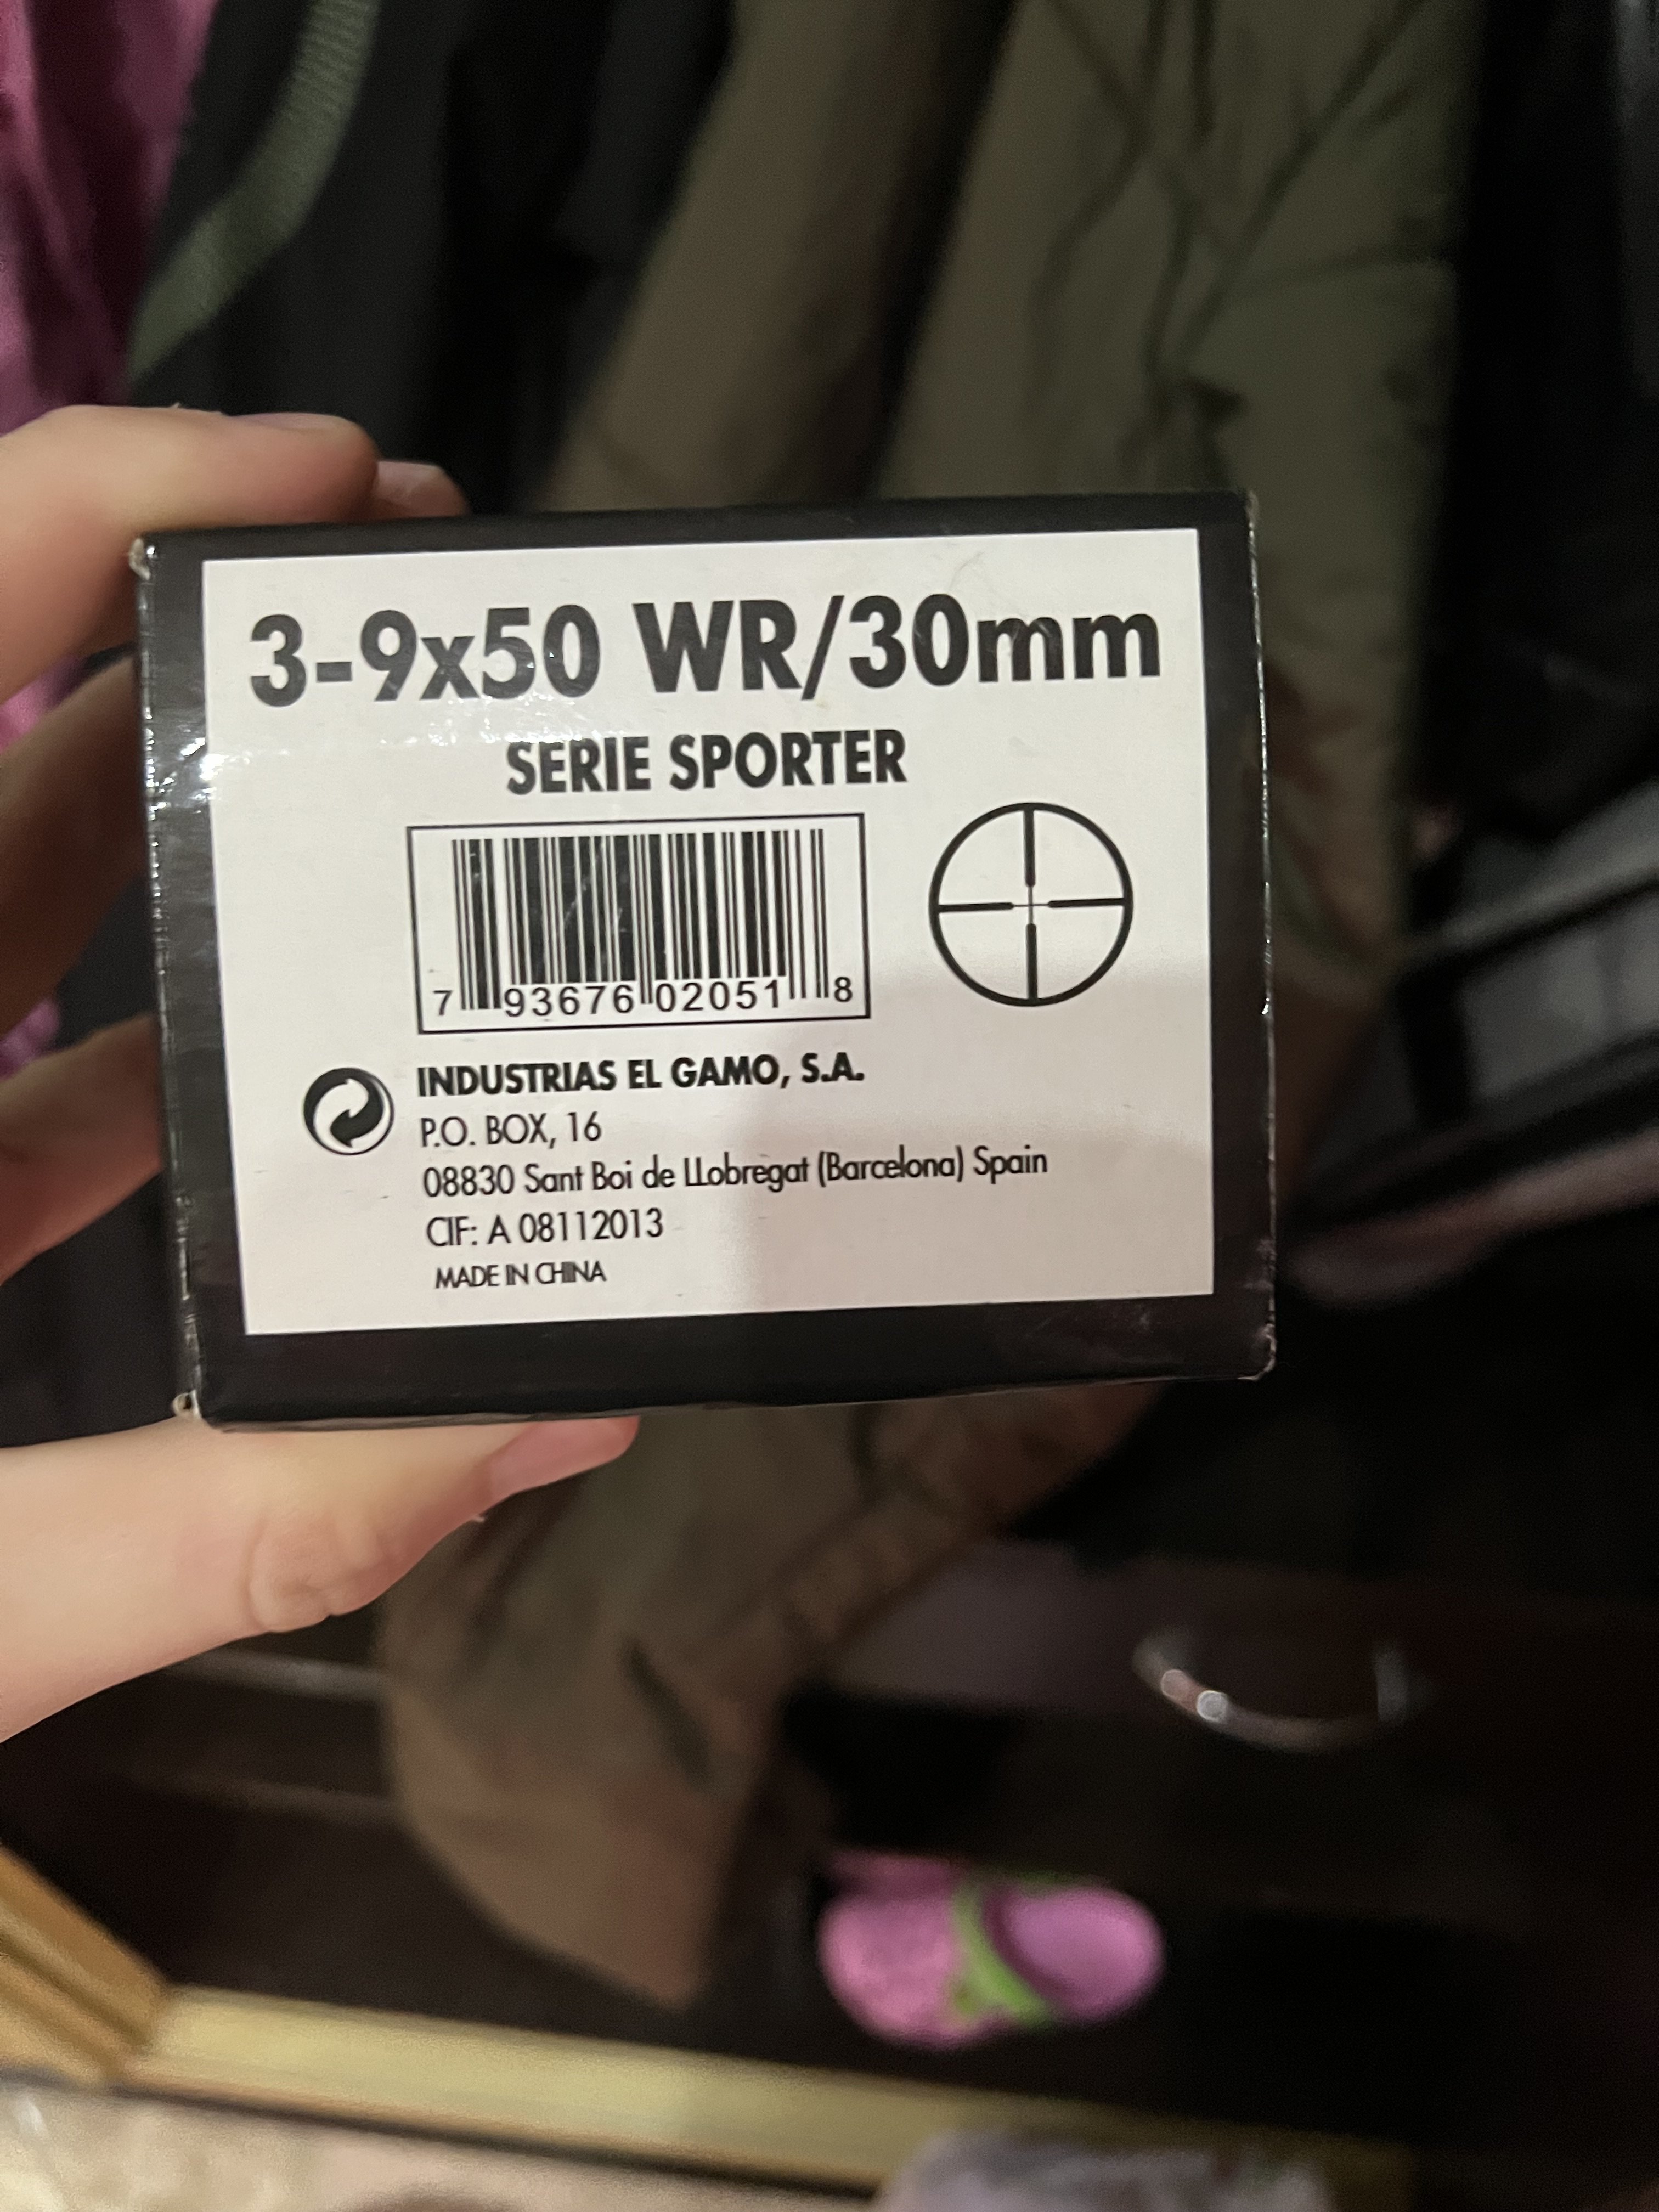 3-9x50 WR/30mm
SERIE SPORTER
7 93676 02051 8
INDUSTRIAS EL GAMO, S.A.
P.O. BOX, 16
08830 Sant Boi de LLobregat (Barcelona) Spain
CIF: A 08112013
MADE IN CHINA